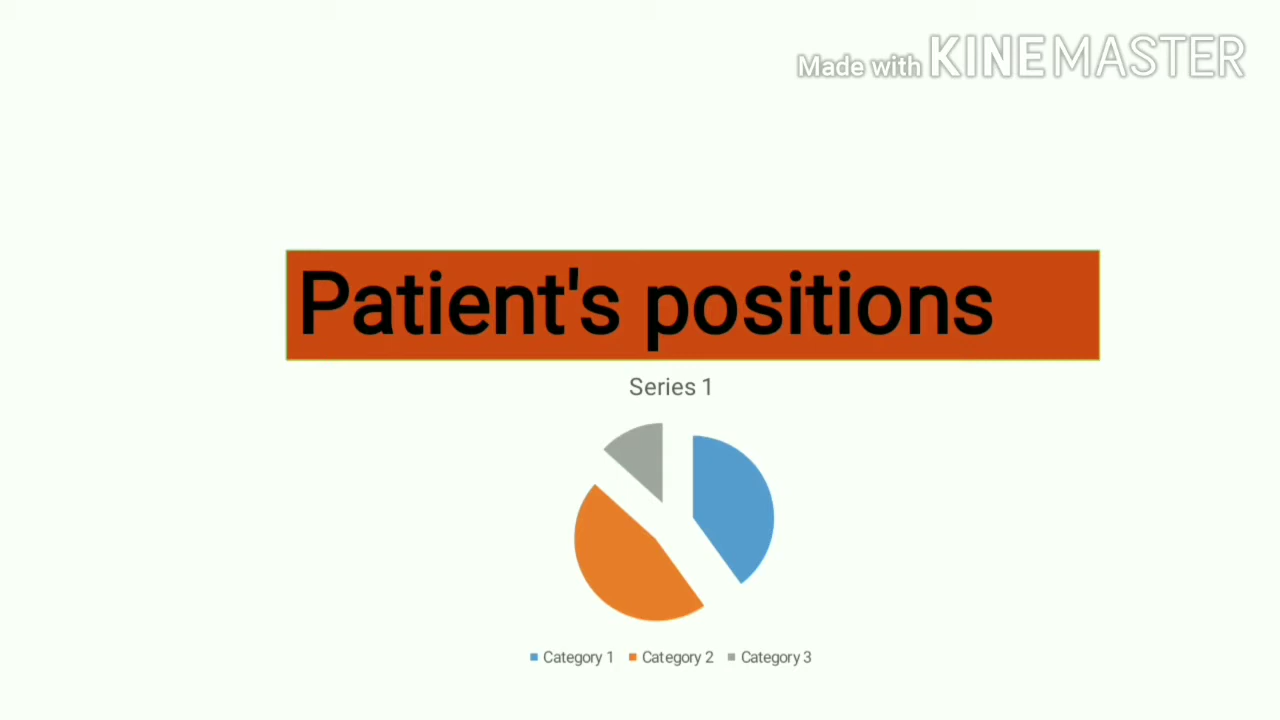 Made with KINEMASTER
Patient's positions
Series 1
Category 1 Category 2 Category 3